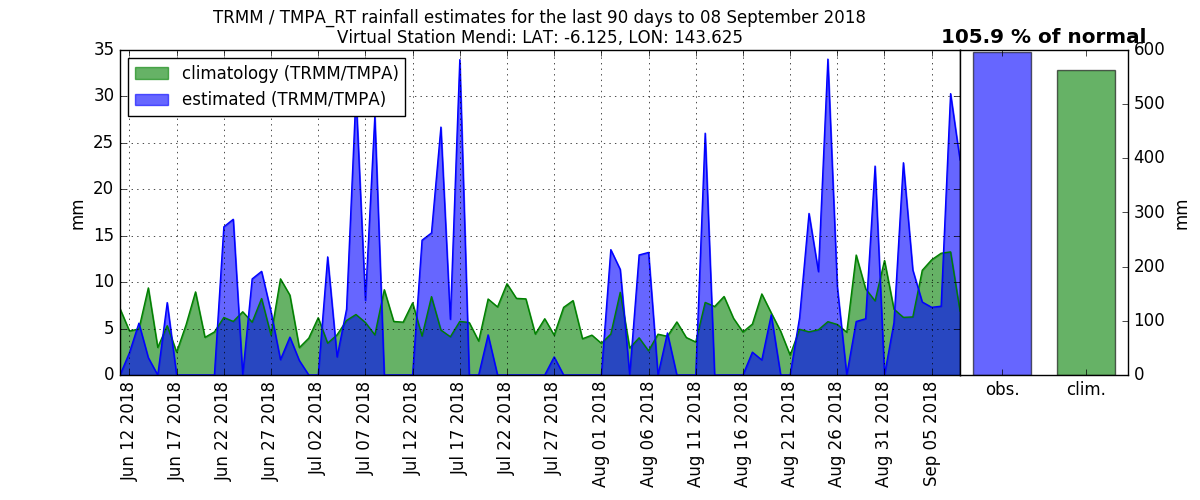 TRMM / TMPA_RT rainfall estimates for the last 90 days to 08 September 2018
Virtual Station Mendi: LAT: -6.125, LON: 143.625
105.9 % of normal
climatology (TRMM/TMPA)
estimated (TRMM/TMPA)
mm
35
30
25
20
15
10
5
0
Jun 12 2018
Jun 17 2018
Jun 22 2018
Jun 27 2018
Jul 02 2018
Jul 07 2018
Jul 12 2018
Jul 17 2018
Jul 22 2018
Jul 27 2018
Aug 01 2018
Aug 06 2018
Aug 11 2018
Aug 16 2018
Aug 21 2018
Aug 26 2018
Aug 31 2018
Sep 05 2018
obs.
clim.
600
500
400
300
200
100
0
mm